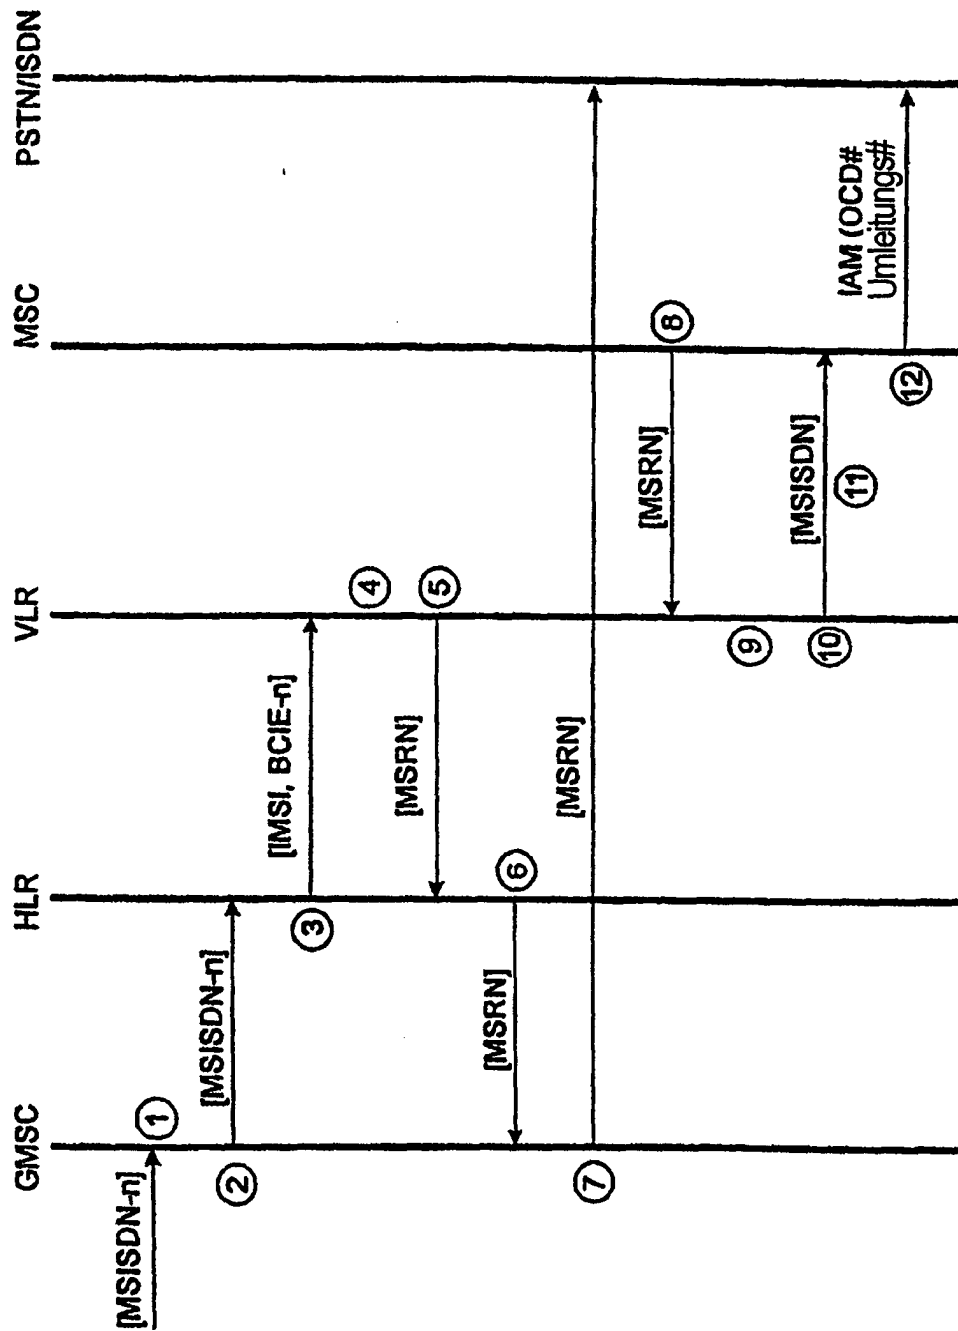 GMSC
HLR
VLR
MSC
PSTN/ISDN
[MSISDN-n]
1
2
[MSISDN-n]
3
[IMSI, BCIE-n]
4
5
[MSRN]
6
[MSRN]
7
[MSRN]
8
[MSRN]
9
10
[MSISDN]
11
12
IAM (OCD#
Umleitungs#